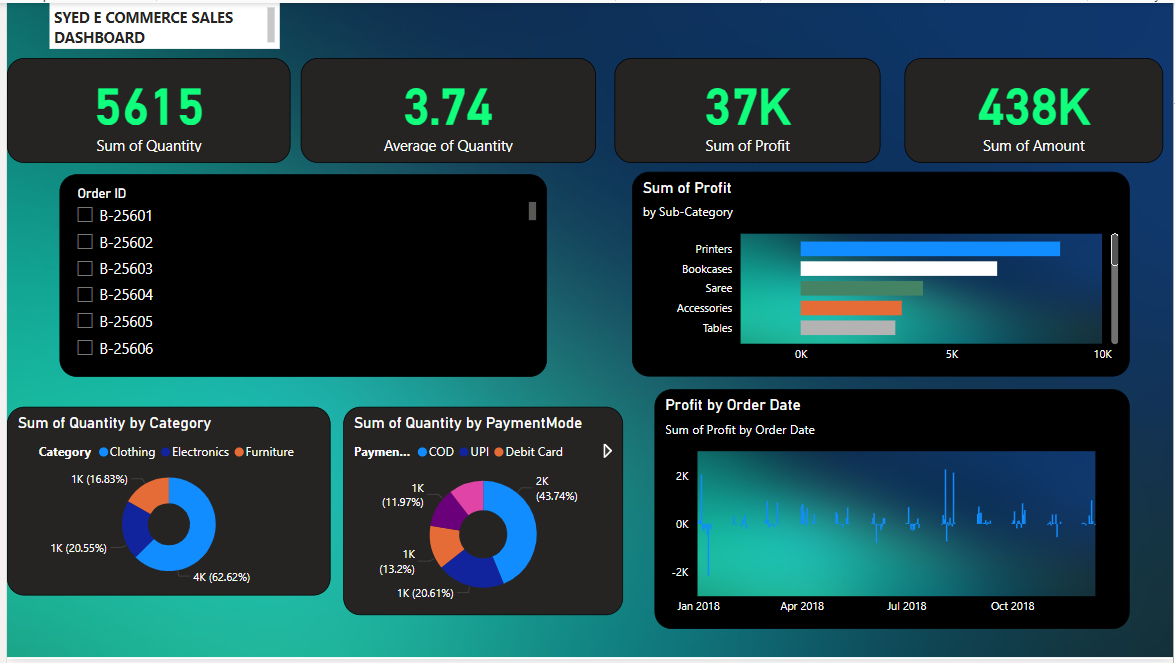 SYED E COMMERCE SALES
DASHBOARD
5615
Sum of Quantity
3.74
Average of Quantity
37K
Sum of Profit
438K
Sum of Amount
Order ID
B-25601
B-25602
B-25603
B-25604
B-25605
B-25606
Sum of Profit
by Sub-Category
Printers
Bookcases
Saree
Accessories
Tables
0K 5K 10K
Sum of Quantity by Category
Category Clothing Electronics Furniture
1K (16.83%)
1K (20.55%)
4K (62.62%)
Sum of Quantity by PaymentMode
Paymen... COD UPI Debit Card
2K
(43.74%)
1K
(11.97%)
1K
(13.2%)
1K (20.61%)
Profit by Order Date
Sum of Profit by Order Date
2K
0K
-2K
Jan 2018 Apr 2018 Jul 2018 Oct 2018